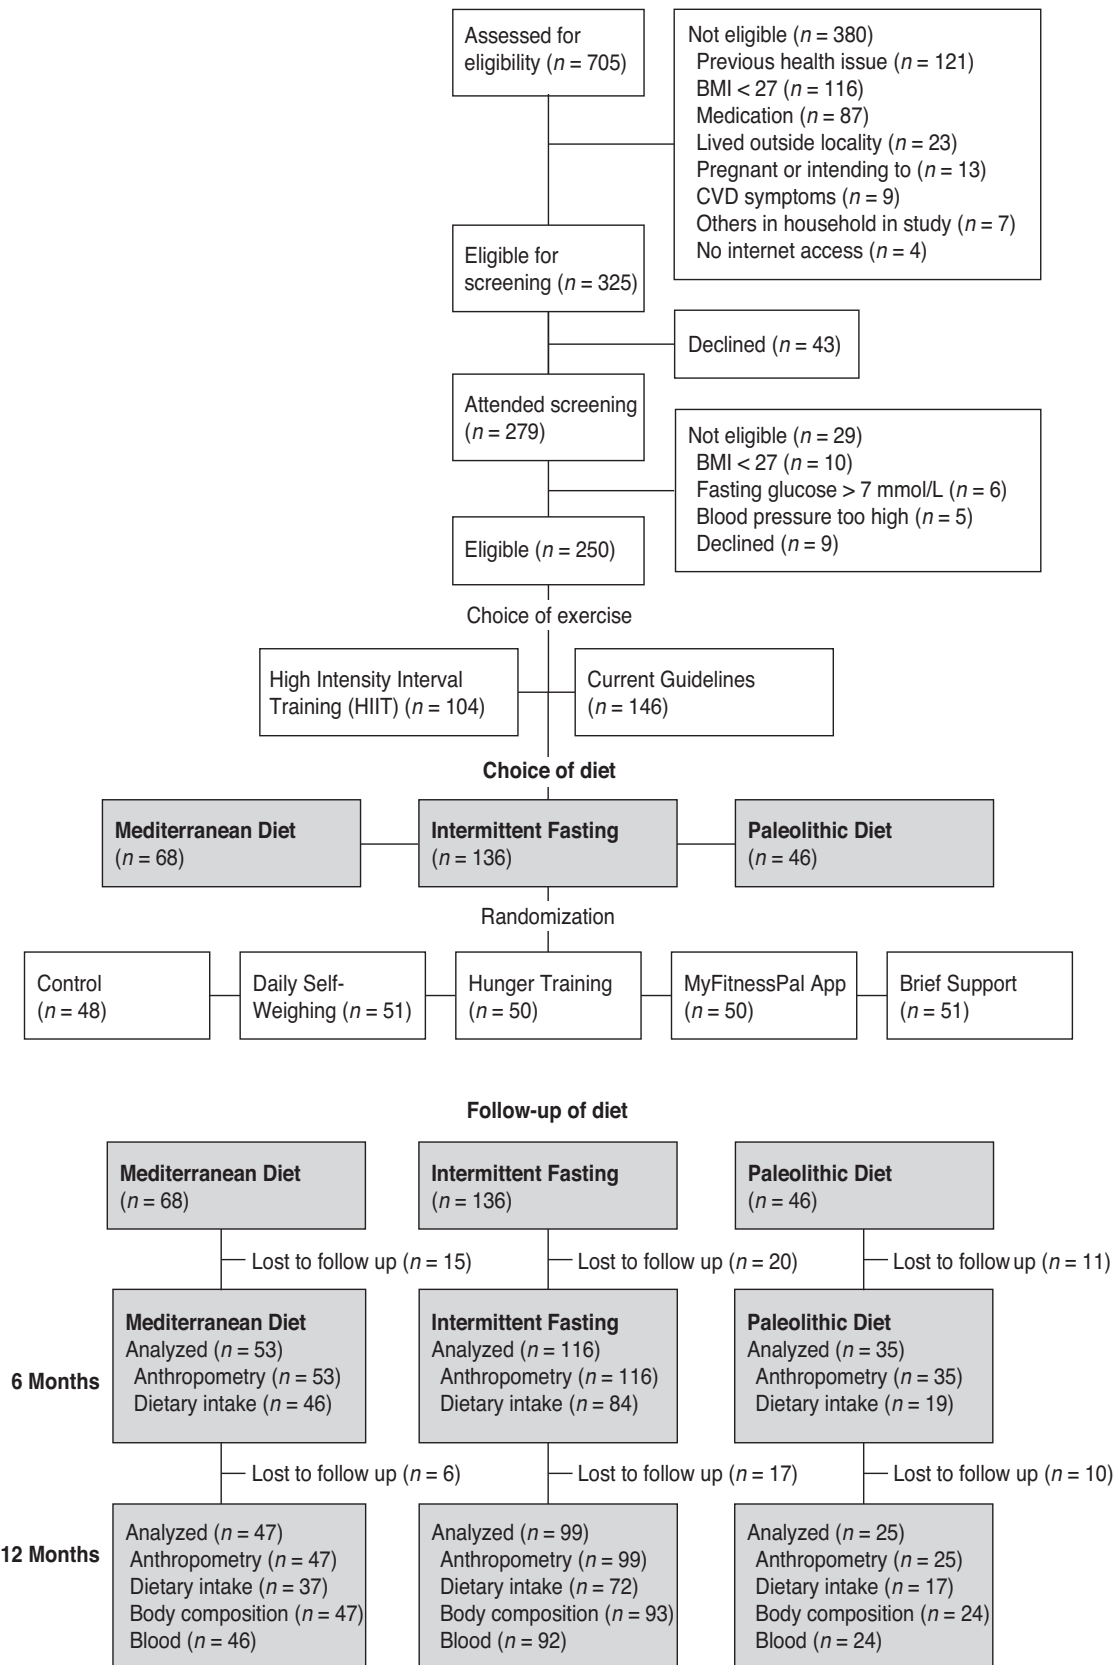 Assessed for
eligibility (n = 705)
Not eligible (n = 380)
Previous health issue (n = 121)
BMI < 27 (n = 116)
Medication (n = 87)
Lived outside locality (n = 23)
Pregnant or intending to (n = 13)
CVD symptoms (n = 9)
Others in household in study (n = 7)
No internet access (n = 4)
Eligible for
screening (n = 325)
Declined (n = 43)
Attended screening
(n = 279)
Not eligible (n = 29)
BMI < 27 (n = 10)
Fasting glucose > 7 mmol/L (n = 6)
Blood pressure too high (n = 5)
Declined (n = 9)
Eligible (n = 250)
Choice of exercise
High Intensity Interval
Training (HIIT) (n = 104)
Current Guidelines
(n = 146)
Choice of diet
Mediterranean Diet
(n = 68)
Intermittent Fasting
(n = 136)
Paleolithic Diet
(n = 46)
Randomization
Control
(n = 48)
Daily Self-
Weighing (n = 51)
Hunger Training
(n = 50)
MyFitnessPal App
(n = 50)
Brief Support
(n = 51)
Follow-up of diet
Mediterranean Diet
(n = 68)
Intermittent Fasting
(n = 136)
Paleolithic Diet
(n = 46)
Lost to follow up (n = 15)
Lost to follow up (n = 20)
Lost to follow up (n = 11)
6 Months
Mediterranean Diet
Analyzed (n = 53)
Anthropometry (n = 53)
Dietary intake (n = 46)
Intermittent Fasting
Analyzed (n = 116)
Anthropometry (n = 116)
Dietary intake (n = 84)
Paleolithic Diet
Analyzed (n = 35)
Anthropometry (n = 35)
Dietary intake (n = 19)
Lost to follow up (n = 6)
Lost to follow up (n = 17)
Lost to follow up (n = 10)
12 Months
Analyzed (n = 47)
Anthropometry (n = 47)
Dietary intake (n = 37)
Body composition (n = 47)
Blood (n = 46)
Analyzed (n = 99)
Anthropometry (n = 99)
Dietary intake (n = 72)
Body composition (n = 93)
Blood (n = 92)
Analyzed (n = 25)
Anthropometry (n = 25)
Dietary intake (n = 17)
Body composition (n = 24)
Blood (n = 24)